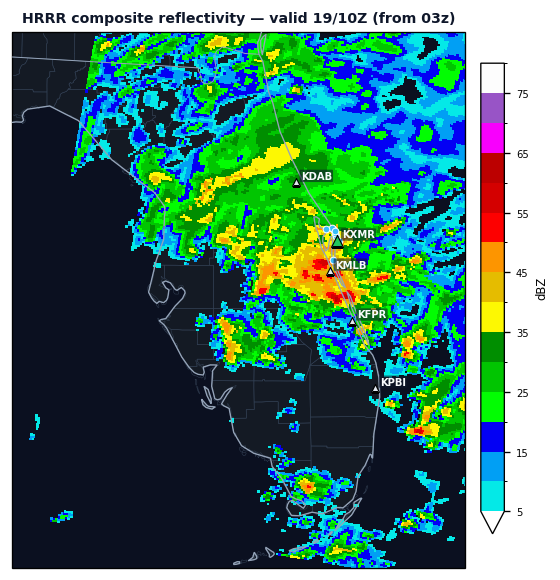 HRRR composite reflectivity — valid 19/10Z (from 03z)
75
65
55
45
35
25
15
5
dBZ
KDAB
KXMR
KMLB
KFPR
KPBI